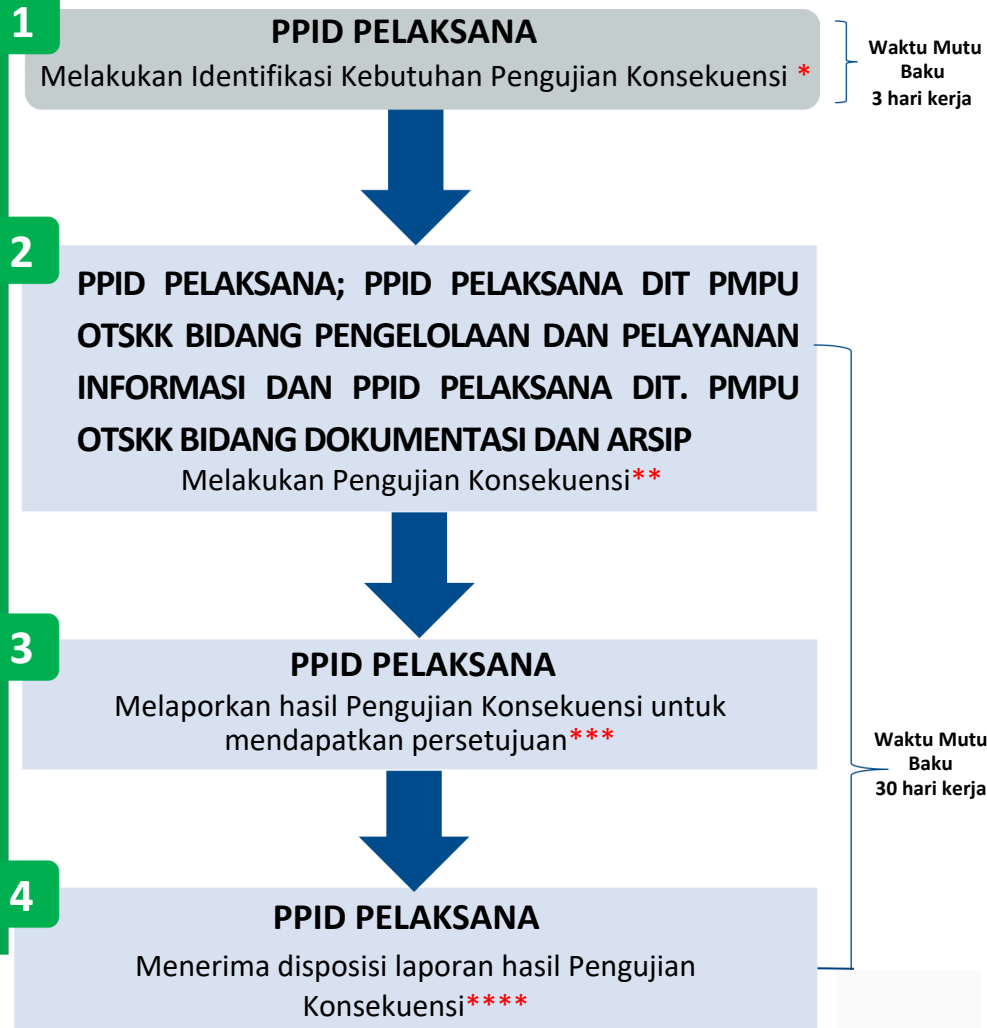 1
PPID PELAKSANA
Melakukan Identifikasi Kebutuhan Pengujian Konsekuensi *
Waktu Mutu
Baku
3 hari kerja
2
PPID PELAKSANA; PPID PELAKSANA DIT PMPU
OTSKK BIDANG PENGELOLAAN DAN PELAYANAN
INFORMASI DAN PPID PELAKSANA DIT. PMPU
OTSKK BIDANG DOKUMENTASI DAN ARSIP
Melakukan Pengujian Konsekuensi**
3
PPID PELAKSANA
Melaporkan hasil Pengujian Konsekuensi untuk
mendapatkan persetujuan***
Waktu Mutu
Baku
30 hari kerja
4
PPID PELAKSANA
Menerima disposisi laporan hasil Pengujian
Konsekuensi****